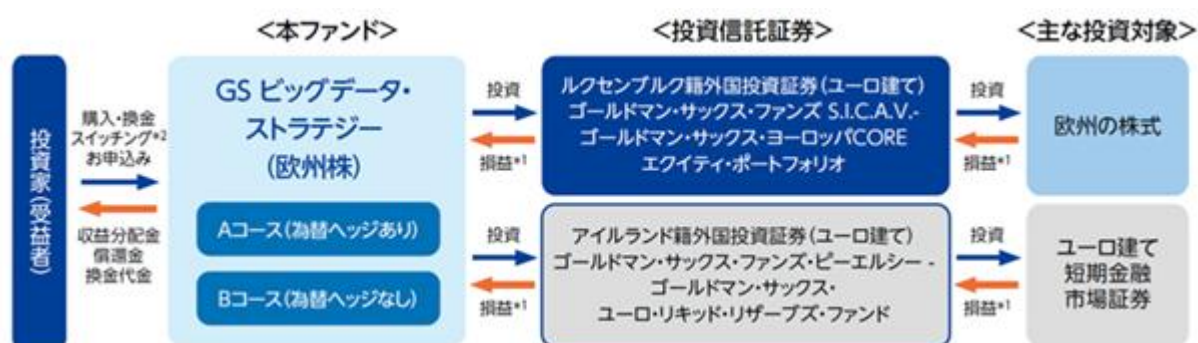 <本ファンド>
<投資信託証券>
<主な投資対象>
投資家(受益者)
購入・換金
スイッチング*2
お申込み
収益分配金
償還金
換金代金
GS ビッグデータ・
ストラテジー
(欧州株)
Aコース(為替ヘッジあり)
Bコース(為替ヘッジなし)
投資
損益*1
投資
損益*1
ルクセンブルク籍外国投資証券(ユーロ建て)
ゴールドマン・サックス・ファンズ S.I.C.A.V.-
ゴールドマン・サックス・ヨーロッパCORE
エクイティ・ポートフォリオ
アイルランド籍外国投資証券(ユーロ建て)
ゴールドマン・サックス・ファンズ・ピーエルシー -
ゴールドマン・サックス・
ユーロ・リキッド・リザーブズ・ファンド
投資
損益*1
投資
損益*1
欧州の株式
ユーロ建て
短期金融
市場証券